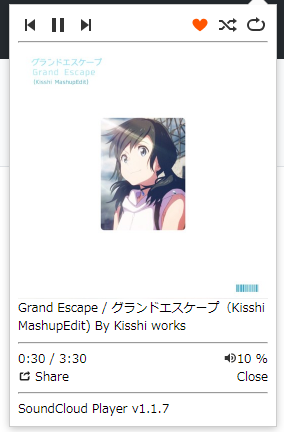 グランドエスケープ
Grand Escape
(Kisshi MashupEdit)
Grand Escape / グランドエスケープ（Kisshi
MashupEdit) By Kisshi works
0:30 / 3:30
10 %
Share
Close
SoundCloud Player v1.1.7